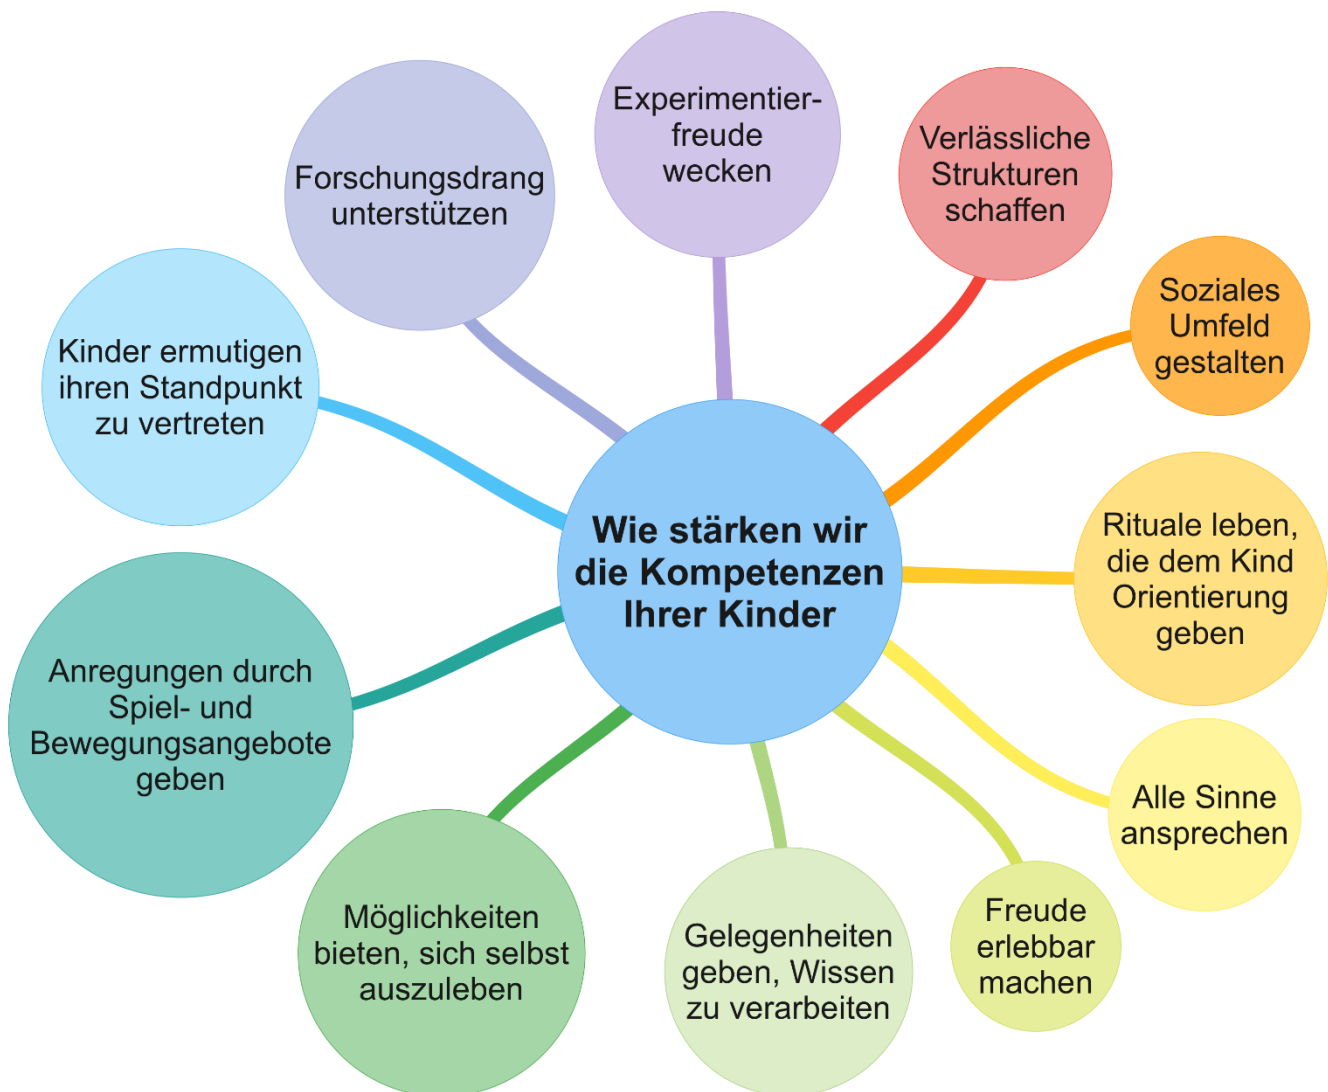 Wie stärken wir
die Kompetenzen
Ihrer Kinder
Experimentier-
freude
wecken
Verlässliche
Strukturen
schaffen
Soziales
Umfeld
gestalten
Rituale leben,
die dem Kind
Orientierung
geben
Alle Sinne
ansprechen
Freude
erlebbar
machen
Gelegenheiten
geben, Wissen
zu verarbeiten
Möglichkeiten
bieten, sich selbst
auszuleben
Anregungen durch
Spiel- und
Bewegungsangebote
geben
Kinder ermutigen
ihren Standpunkt
zu vertreten
Forschungsdrang
unterstützen